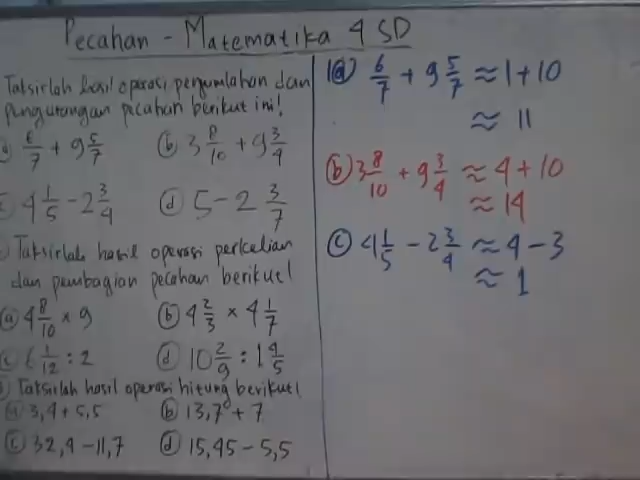 Pecahan - Matematika 4 SD
Taksirlah hasil operasi penjumlahan dan
pengurangan pecahan berikut ini!
a 6/7 + 9 5/7 (b) 3 8/10 + 9 3/4
c 4 1/5 - 2 3/4 (d) 5 - 2 3/7
Taksirlah hasil operasi perkalian
dan pembagian pecahan berikut!
(a) 4 8/10 × 9 (b) 4 2/3 × 4 1/7
(c) 6 1/12 : 2 (d) 10 2/9 : 1 4/5
Taksirlah hasil operasi hitung berikut!
(a) 3,4 + 5,5 (b) 13,7 + 7
(c) 32,4 - 11,7 (d) 15,45 - 5,5
1(a) 6/7 + 9 5/7 ≈ 1 + 10
≈ 11
(b) 3 8/10 + 9 3/4 ≈ 4 + 10
≈ 14
(c) 4 1/5 - 2 3/4 ≈ 4 - 3
≈ 1